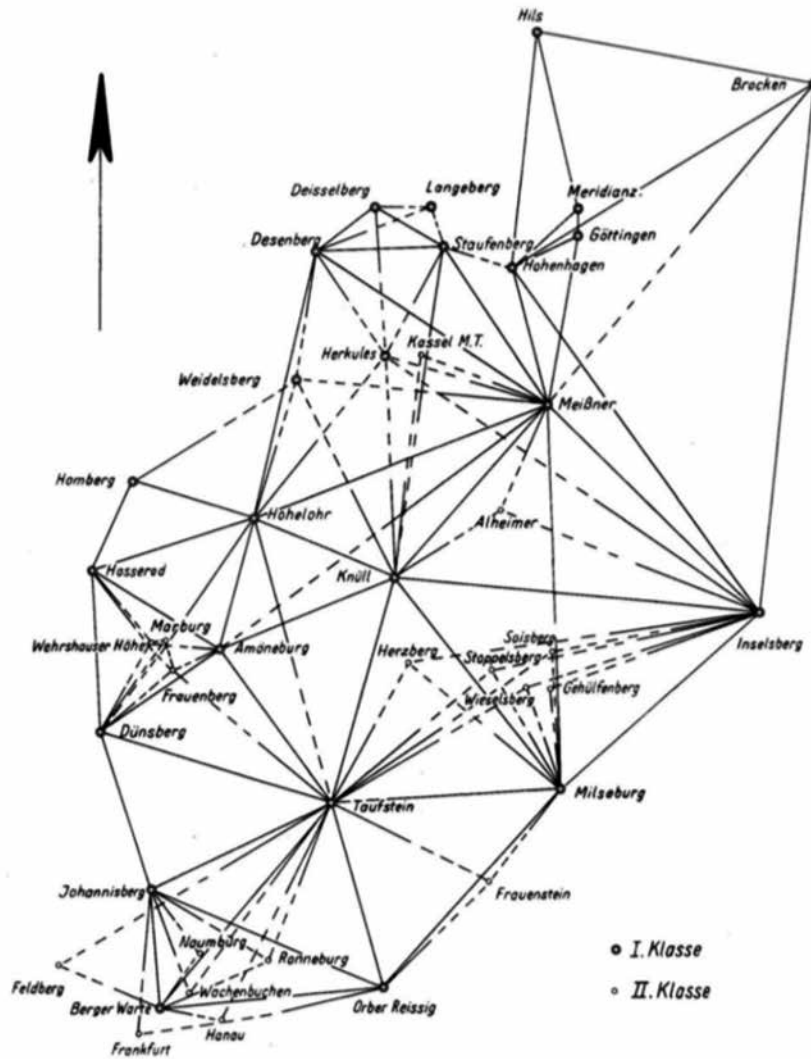 Hils
Brocken
Deisselberg
Langeberg
Meridianz.
Desenberg
Staufenberg
Göttingen
Hohenhagen
Herkules
Kassel M.T.
Weidelsberg
Meißner
Homberg
Höhelohr
Alheimer
Hasserod
Knüll
Marburg
Wehrshauser Höhe
Amöneburg
Herzberg
Soisberg
Stoppelsberg
Inselsberg
Frauenberg
Wieselsberg
Gehülfenberg
Dünsberg
Taufstein
Milseburg
Johannisberg
Frauenstein
Naumburg
Ronneburg
I. Klasse
Feldberg
Wachenbuchen
II. Klasse
Berger Warte
Orber Reissig
Hanau
Frankfurt